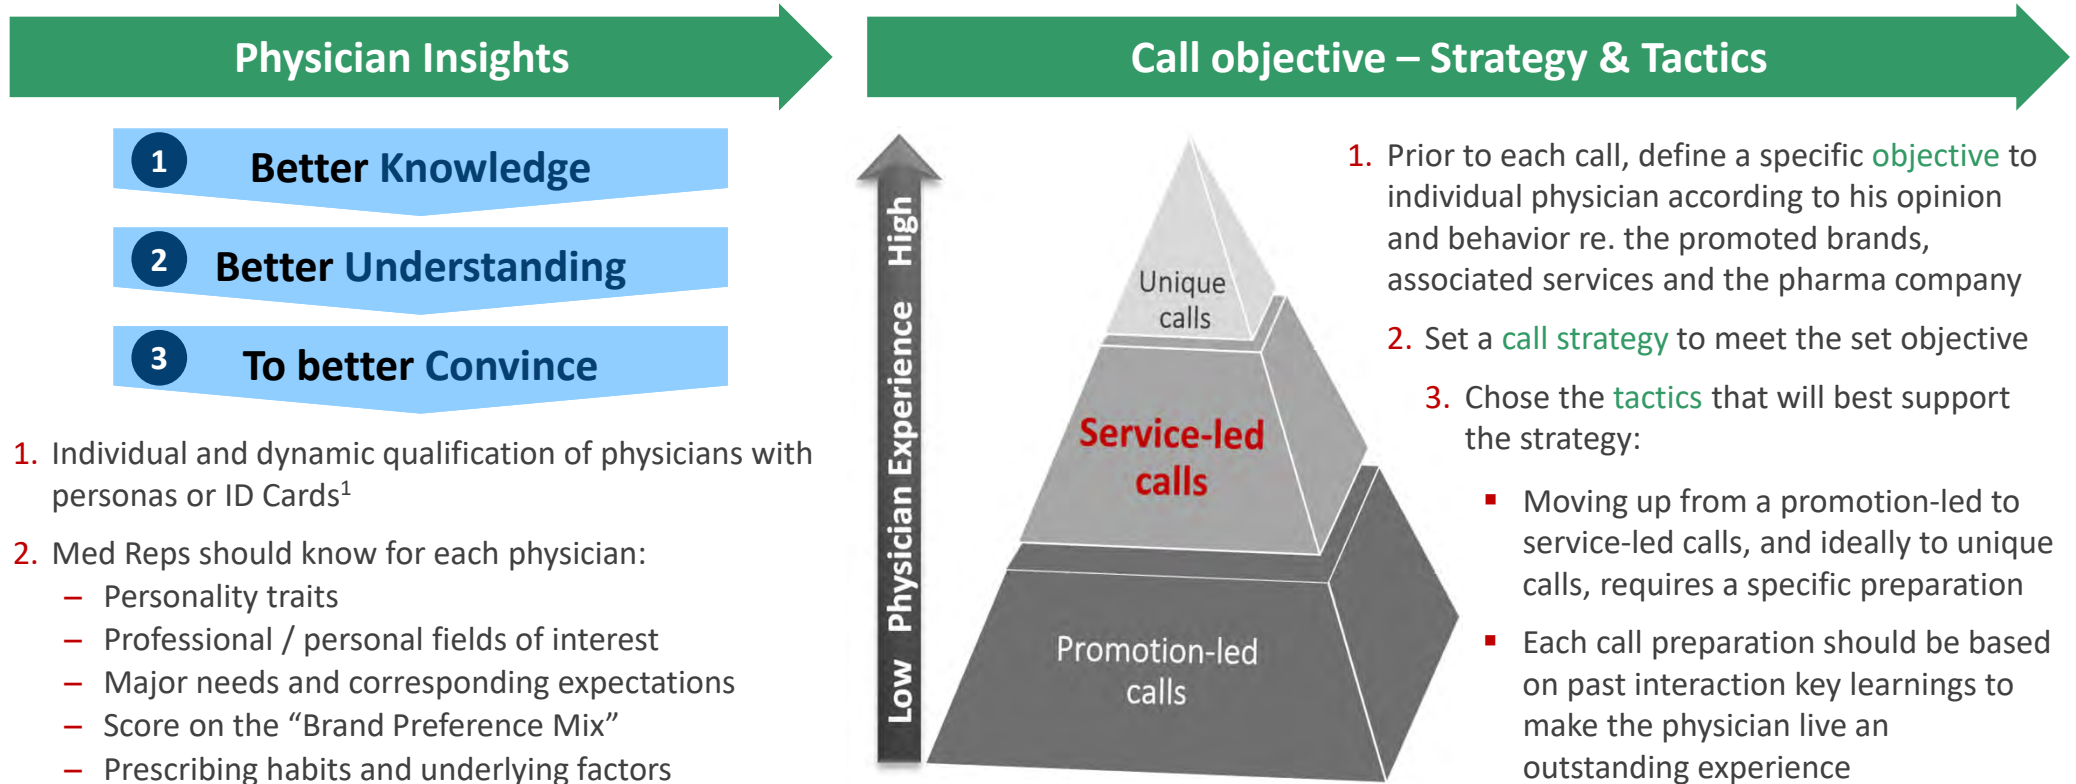 Physician Insights
1 Better Knowledge
2 Better Understanding
3 To better Convince
1. Individual and dynamic qualification of physicians with
personas or ID Cards¹
2. Med Reps should know for each physician:
– Personality traits
– Professional / personal fields of interest
– Major needs and corresponding expectations
– Score on the “Brand Preference Mix”
– Prescribing habits and underlying factors
Call objective – Strategy & Tactics
Low Physician Experience High
Unique
calls
Service-led
calls
Promotion-led
calls
1. Prior to each call, define a specific objective to
individual physician according to his opinion
and behavior re. the promoted brands,
associated services and the pharma company
2. Set a call strategy to meet the set objective
3. Chose the tactics that will best support
the strategy:
▪ Moving up from a promotion-led to
service-led calls, and ideally to unique
calls, requires a specific preparation
▪ Each call preparation should be based
on past interaction key learnings to
make the physician live an
outstanding experience